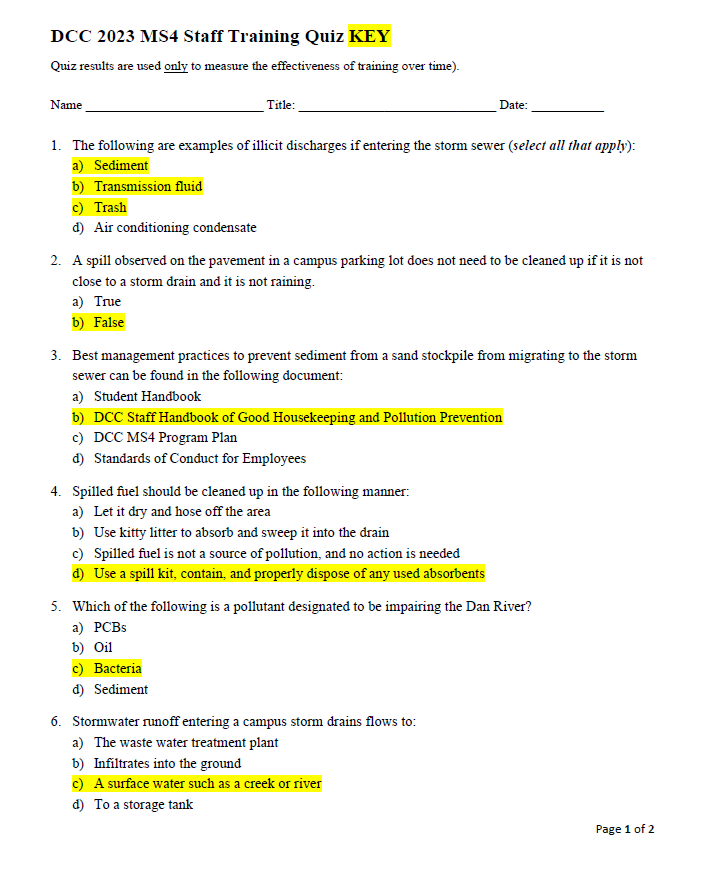 DCC 2023 MS4 Staff Training Quiz KEY
Quiz results are used only to measure the effectiveness of training over time).
Name ___________________________ Title: ______________________________ Date: ___________
1. The following are examples of illicit discharges if entering the storm sewer (select all that apply):
a) Sediment
b) Transmission fluid
c) Trash
d) Air conditioning condensate
2. A spill observed on the pavement in a campus parking lot does not need to be cleaned up if it is not
close to a storm drain and it is not raining.
a) True
b) False
3. Best management practices to prevent sediment from a sand stockpile from migrating to the storm
sewer can be found in the following document:
a) Student Handbook
b) DCC Staff Handbook of Good Housekeeping and Pollution Prevention
c) DCC MS4 Program Plan
d) Standards of Conduct for Employees
4. Spilled fuel should be cleaned up in the following manner:
a) Let it dry and hose off the area
b) Use kitty litter to absorb and sweep it into the drain
c) Spilled fuel is not a source of pollution, and no action is needed
d) Use a spill kit, contain, and properly dispose of any used absorbents
5. Which of the following is a pollutant designated to be impairing the Dan River?
a) PCBs
b) Oil
c) Bacteria
d) Sediment
6. Stormwater runoff entering a campus storm drains flows to:
a) The waste water treatment plant
b) Infiltrates into the ground
c) A surface water such as a creek or river
d) To a storage tank
Page 1 of 2